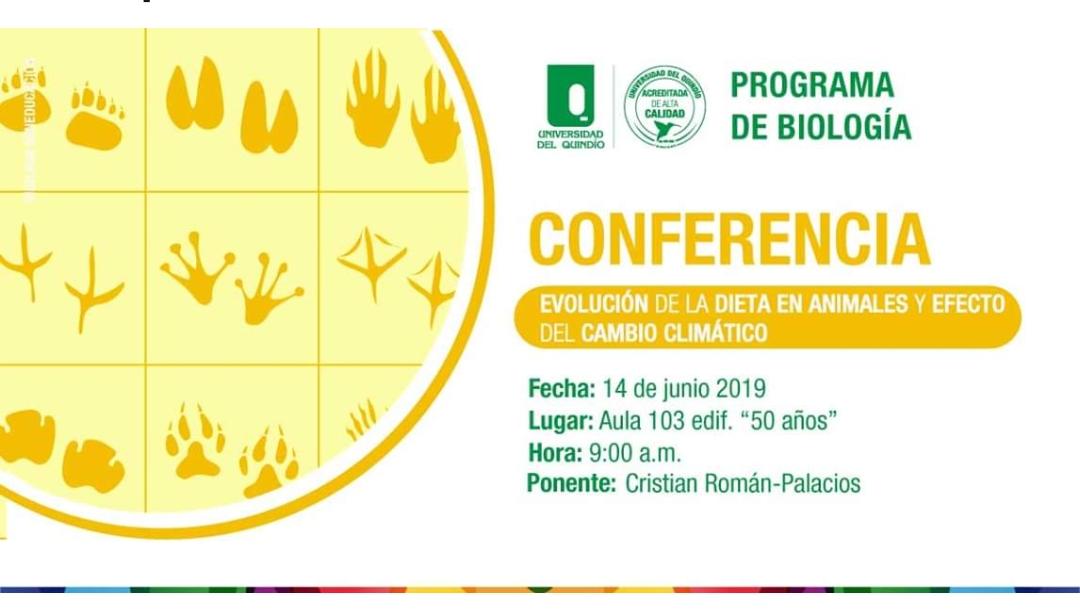 UNIVERSIDAD
DEL QUINDÍO
UNIVERSIDAD DEL QUINDÍO
ACREDITADA
DE ALTA
CALIDAD
PROGRAMA
DE BIOLOGÍA
CONFERENCIA
EVOLUCIÓN DE LA DIETA EN ANIMALES Y EFECTO
DEL CAMBIO CLIMÁTICO
Fecha: 14 de junio 2019
Lugar: Aula 103 edif. “50 años”
Hora: 9:00 a.m.
Ponente: Cristian Román-Palacios